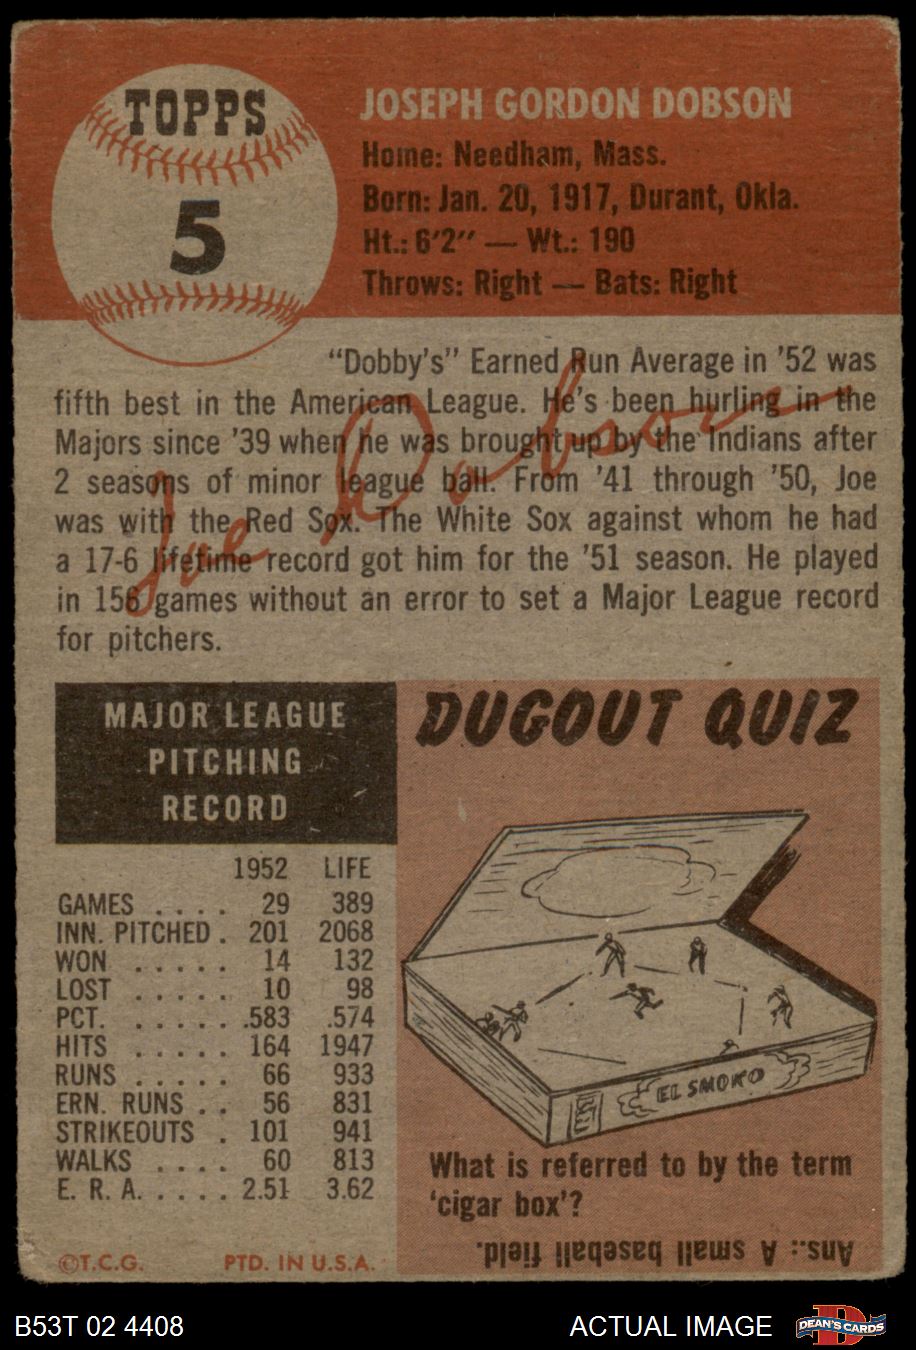 TOPPS
5
JOSEPH GORDON DOBSON
Home: Needham, Mass.
Born: Jan. 20, 1917, Durant, Okla.
Ht.: 6'2" — Wt.: 190
Throws: Right — Bats: Right
"Dobby's" Earned Run Average in '52 was
fifth best in the American League. He's been hurling in the
Majors since '39 when he was brought up by the Indians after
2 seasons of minor league ball. From '41 through '50, Joe
was with the Red Sox. The White Sox against whom he had
a 17-6 lifetime record got him for the '51 season. He played
in 156 games without an error to set a Major League record
for pitchers.
Joe Dobson
MAJOR LEAGUE
PITCHING
RECORD
1952 LIFE
GAMES . . . . 29 389
INN. PITCHED . 201 2068
WON . . . . . 14 132
LOST . . . . . 10 98
PCT. . . . . . .583 .574
HITS . . . . . 164 1947
RUNS . . . . . 66 933
ERN. RUNS . . 56 831
STRIKEOUTS . 101 941
WALKS . . . . 60 813
E. R. A. . . . . 2.51 3.62
©T.C.G. PTD. IN U.S.A.
DUGOUT QUIZ
EL SMOKO
What is referred to by the term
'cigar box'?
Ans.: A small baseball field.
B53T 02 4408
ACTUAL IMAGE
DEAN'S CARDS